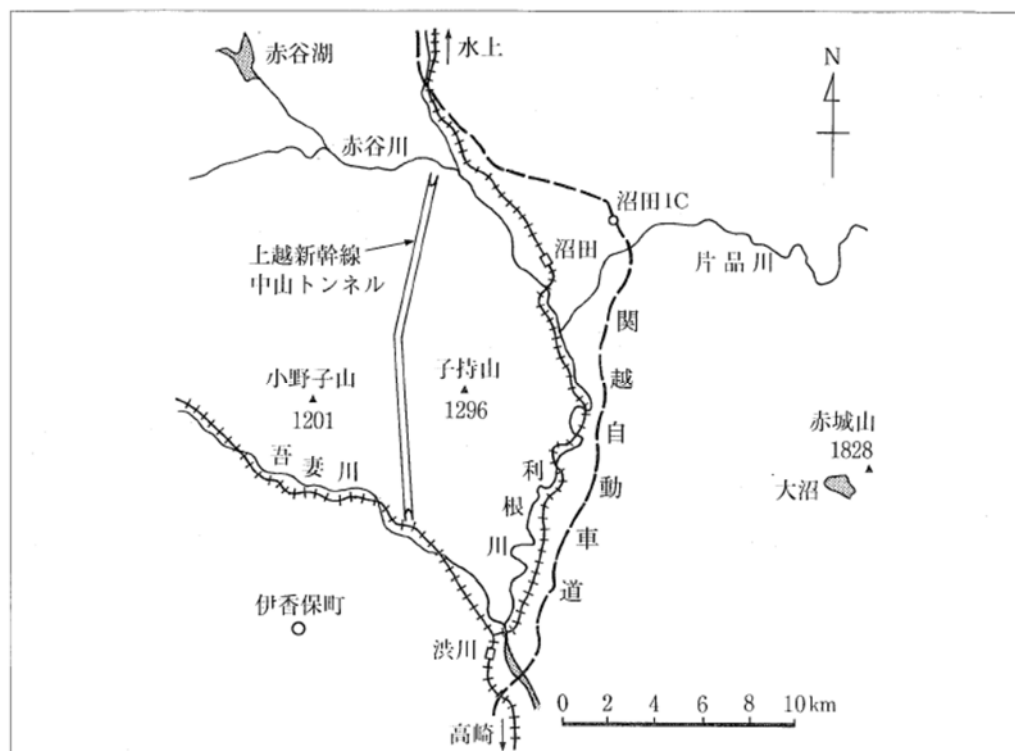 赤谷湖
水上
N
赤谷川
沼田IC
沼田
片品川
上越新幹線
中山トンネル
関越自動車道
子持山
1296
小野子山
1201
赤城山
1828
大沼
吾妻川
利根川
伊香保町
渋川
高崎
0 2 4 6 8 10km